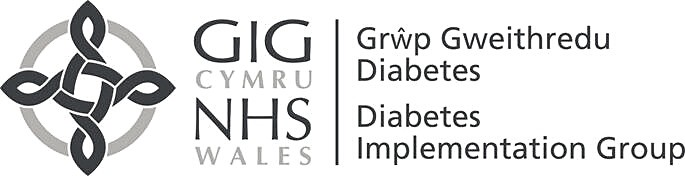 GIG
CYMRU
NHS
WALES
Grŵp Gweithredu
Diabetes
Diabetes
Implementation Group